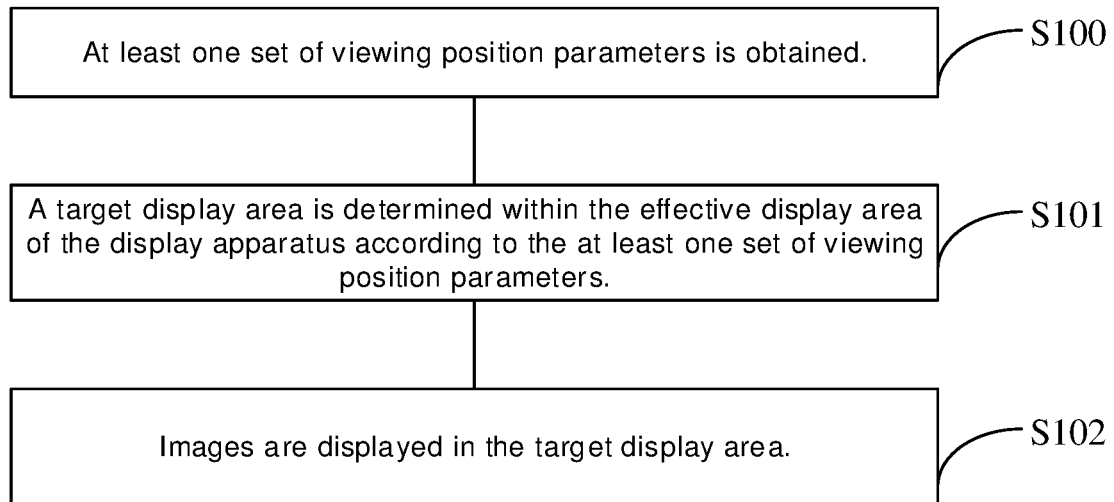 At least one set of viewing position parameters is obtained.
S100
A target display area is determined within the effective display area
of the display apparatus according to the at least one set of viewing
position parameters.
S101
Images are displayed in the target display area.
S102